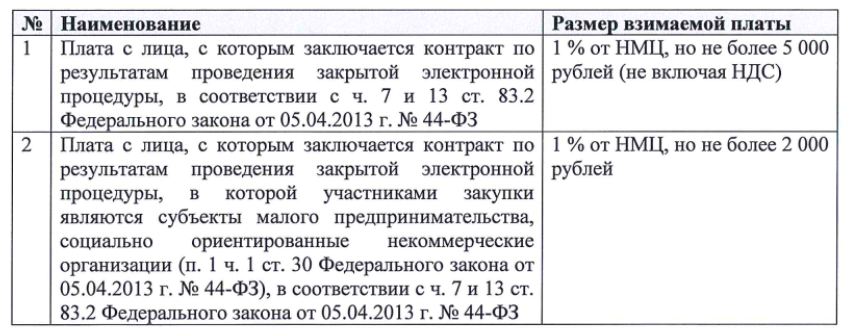 № Наименование Размер взимаемой платы
1 Плата с лица, с которым заключается контракт по 1 % от НМЦ, но не более 5 000
результатам проведения закрытой электронной рублей (не включая НДС)
процедуры, в соответствии с ч. 7 и 13 ст. 83.2
Федерального закона от 05.04.2013 г. № 44-ФЗ
2 Плата с лица, с которым заключается контракт по 1 % от НМЦ, но не более 2 000
результатам проведения закрытой электронной рублей
процедуры, в которой участниками закупки
являются субъекты малого предпринимательства,
социально ориентированные некоммерческие
организации (п. 1 ч. 1 ст. 30 Федерального закона от
05.04.2013 г. № 44-ФЗ), в соответствии с ч. 7 и 13 ст.
83.2 Федерального закона от 05.04.2013 г. № 44-ФЗ